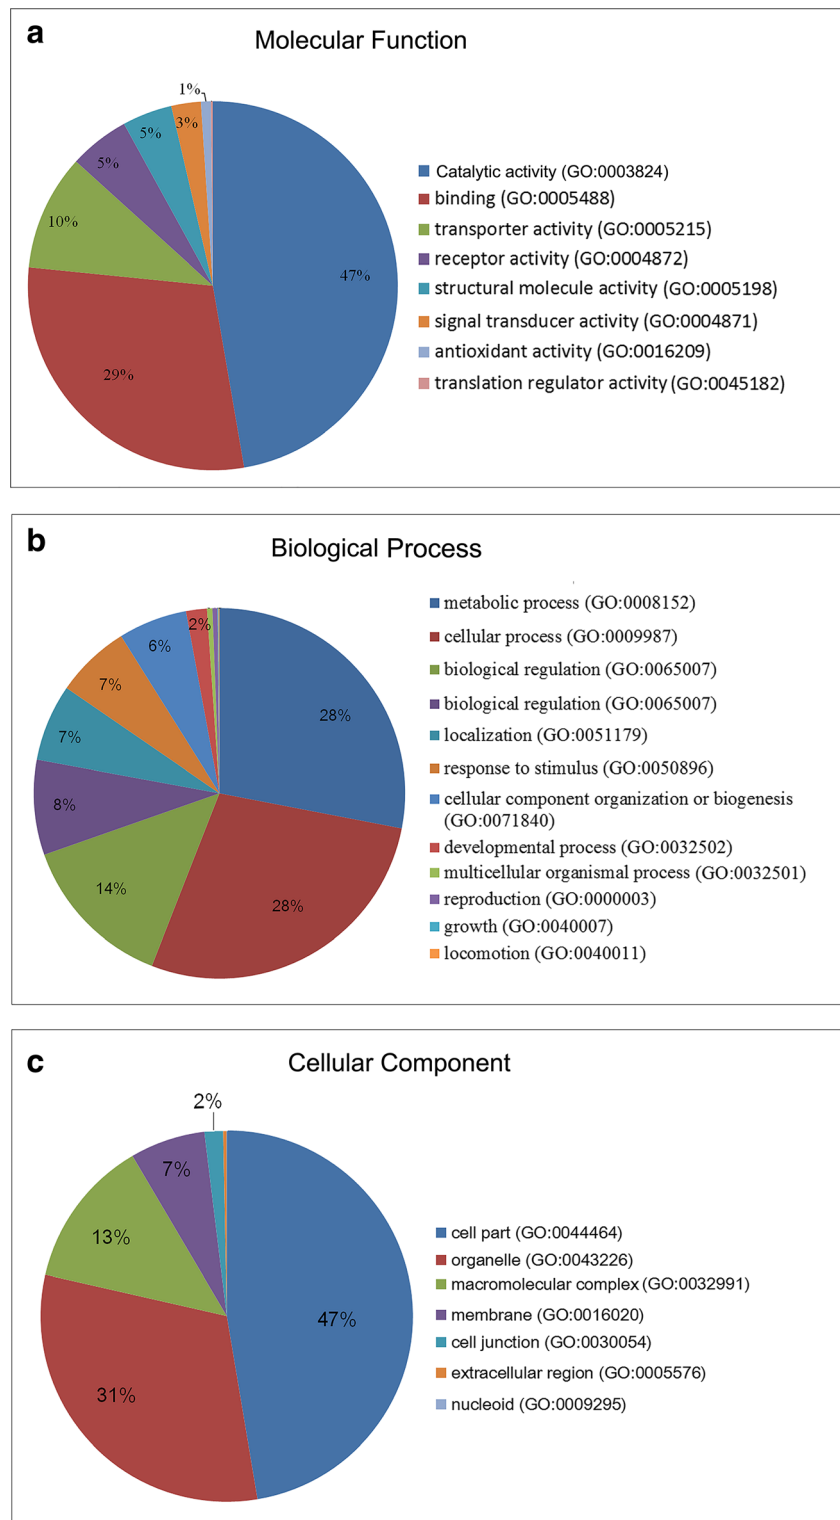 a
Molecular Function
1%
3%
5%
5%
10%
47%
29%
Catalytic activity (GO:0003824)
binding (GO:0005488)
transporter activity (GO:0005215)
receptor activity (GO:0004872)
structural molecule activity (GO:0005198)
signal transducer activity (GO:0004871)
antioxidant activity (GO:0016209)
translation regulator activity (GO:0045182)
b
Biological Process
2%
6%
7%
7%
8%
14%
28%
28%
metabolic process (GO:0008152)
cellular process (GO:0009987)
biological regulation (GO:0065007)
biological regulation (GO:0065007)
localization (GO:0051179)
response to stimulus (GO:0050896)
cellular component organization or biogenesis
(GO:0071840)
developmental process (GO:0032502)
multicellular organismal process (GO:0032501)
reproduction (GO:0000003)
growth (GO:0040007)
locomotion (GO:0040011)
c
Cellular Component
2%
7%
13%
47%
31%
cell part (GO:0044464)
organelle (GO:0043226)
macromolecular complex (GO:0032991)
membrane (GO:0016020)
cell junction (GO:0030054)
extracellular region (GO:0005576)
nucleoid (GO:0009295)